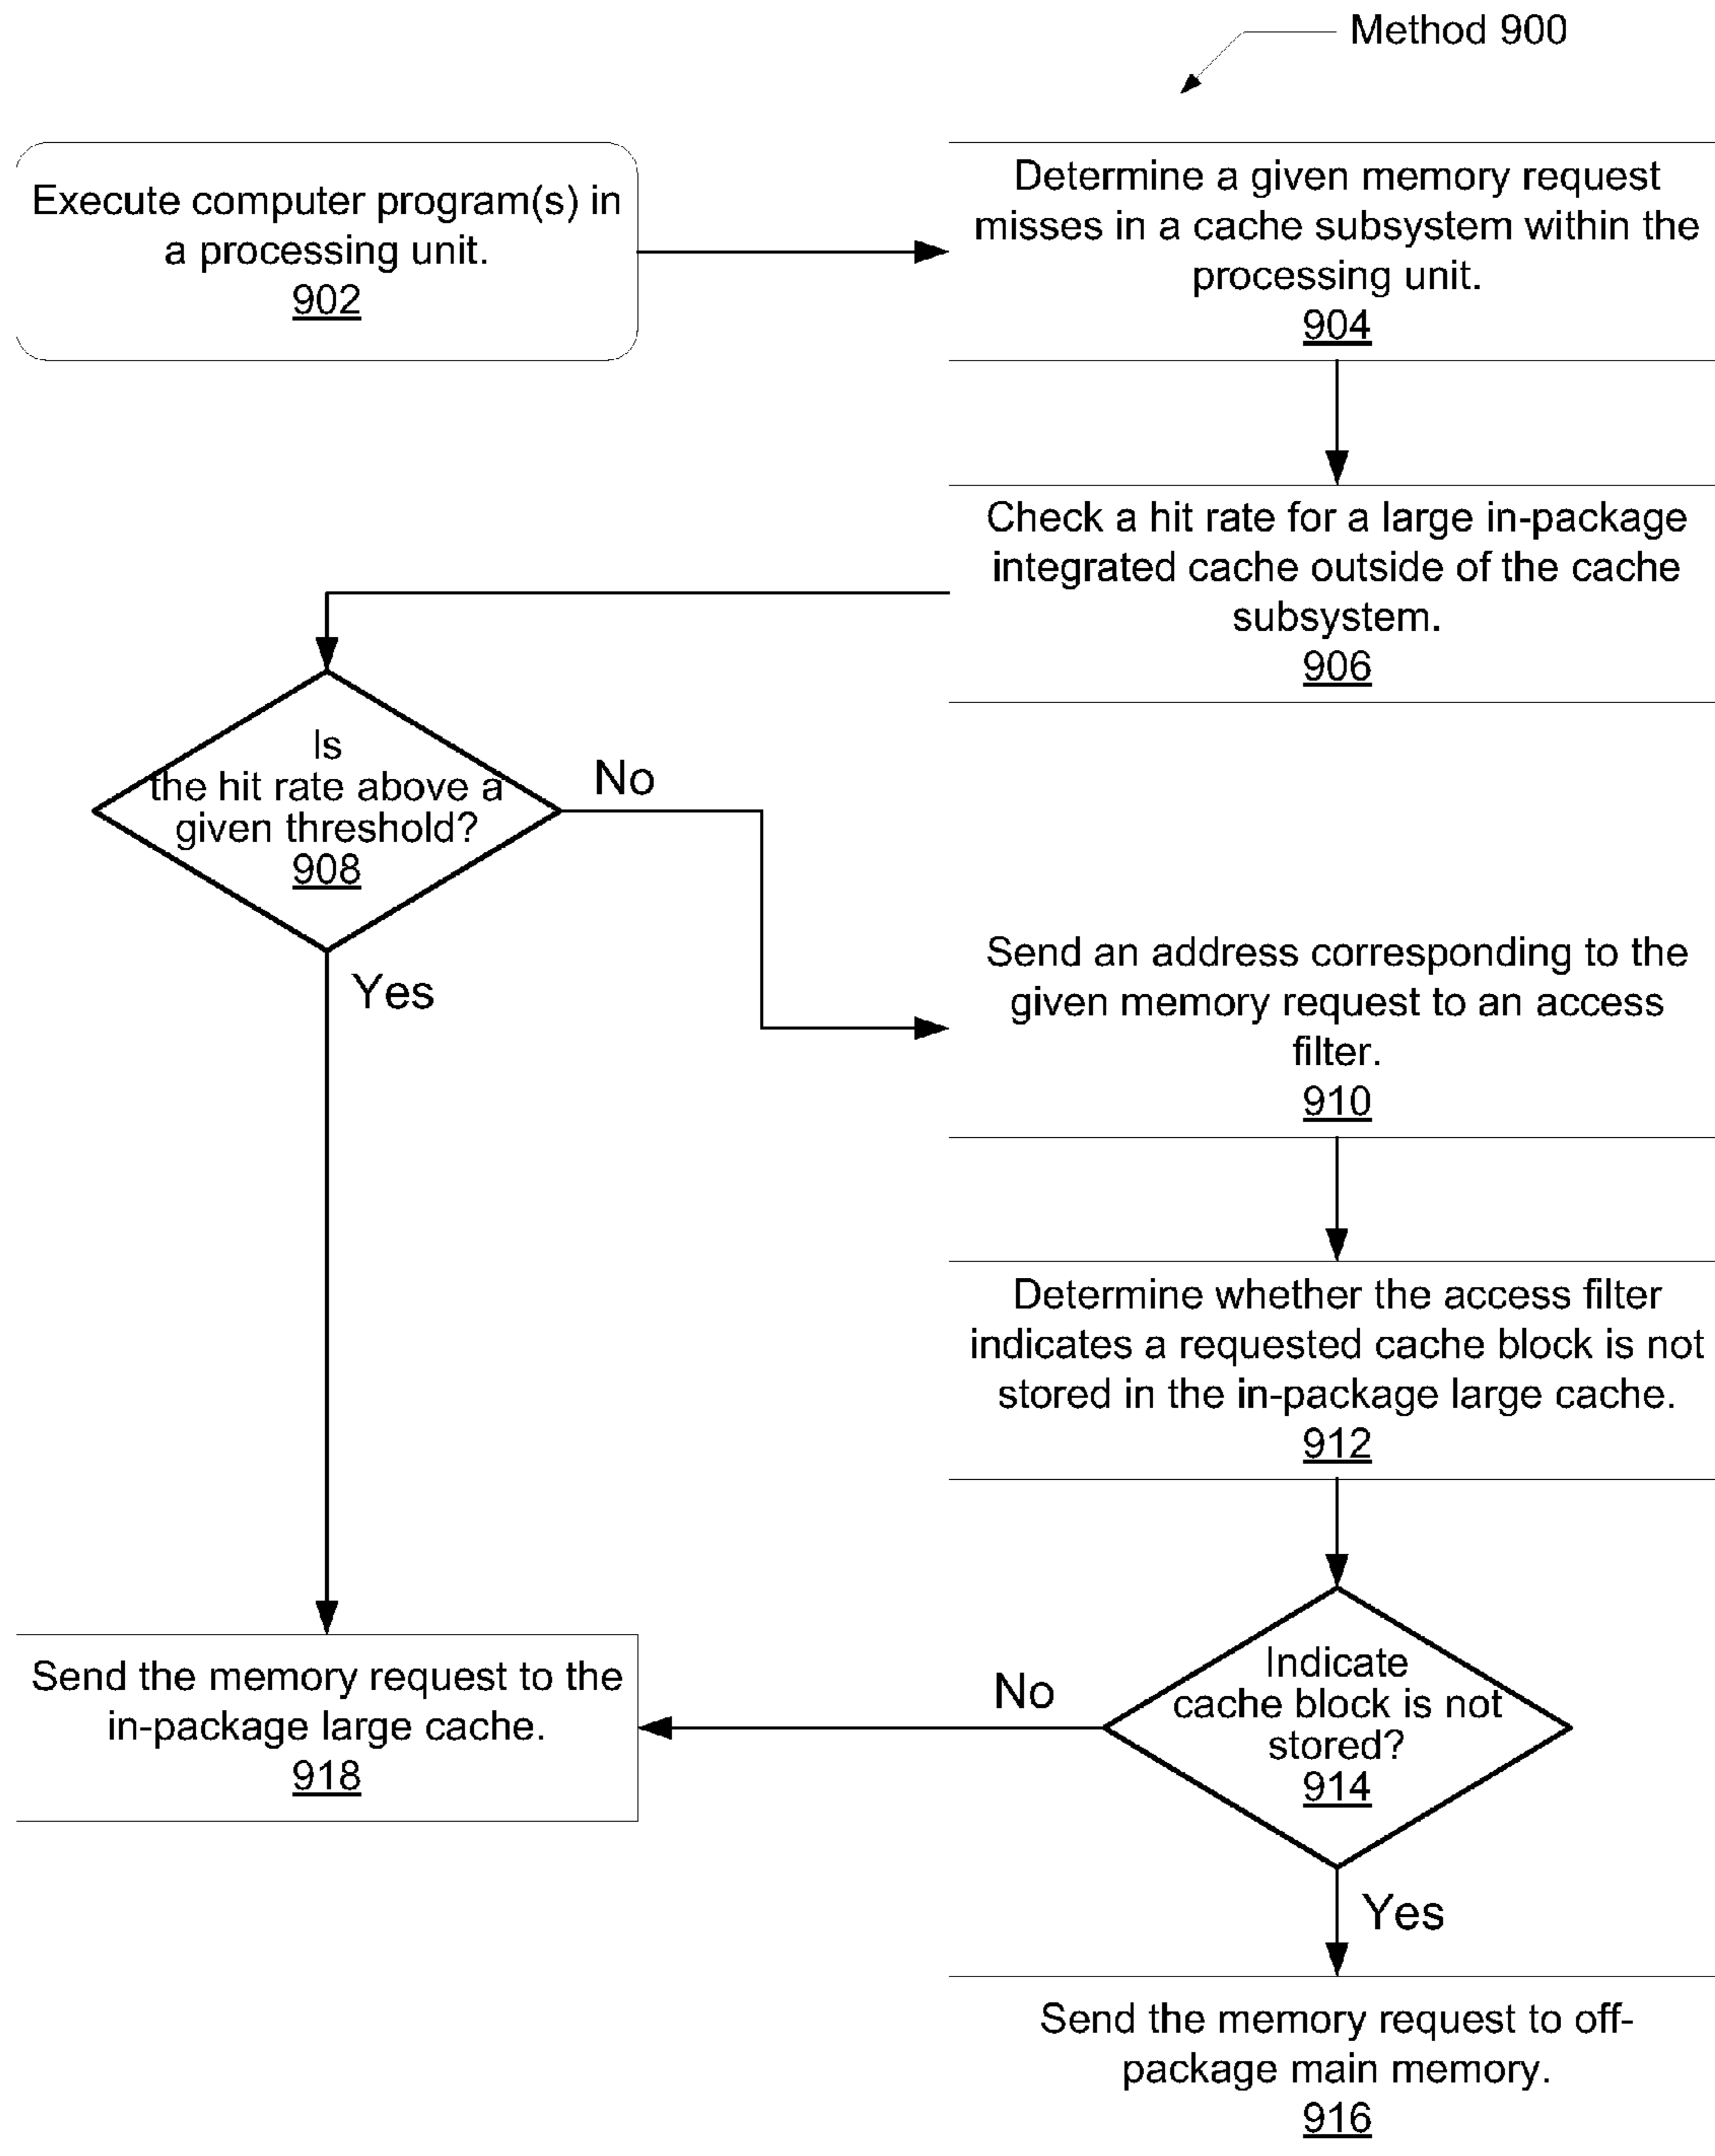 Method 900
Execute computer program(s) in
a processing unit.
902
Determine a given memory request
misses in a cache subsystem within the
processing unit.
904
Check a hit rate for a large in-package
integrated cache outside of the cache
subsystem.
906
Is
the hit rate above a
given threshold?
908
No
Yes
Send an address corresponding to the
given memory request to an access
filter.
910
Determine whether the access filter
indicates a requested cache block is not
stored in the in-package large cache.
912
Indicate
cache block is not
stored?
914
No
Yes
Send the memory request to the
in-package large cache.
918
Send the memory request to off-
package main memory.
916